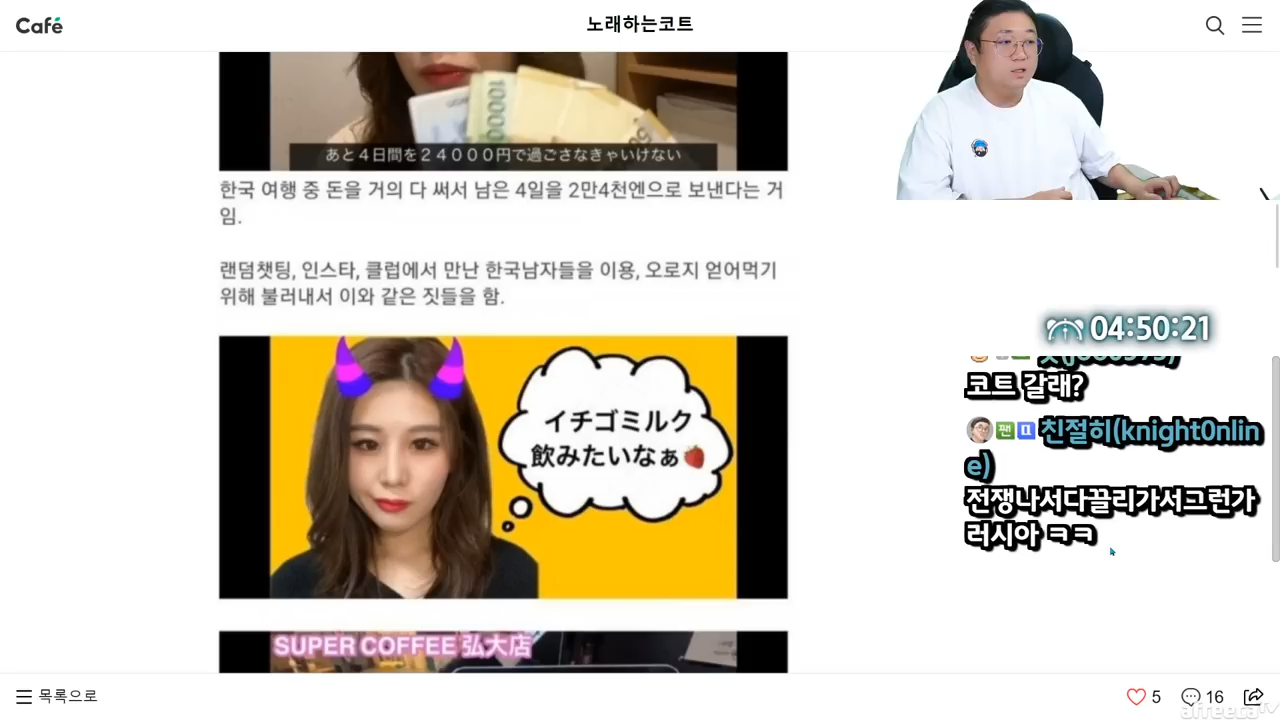 Café
노래하는코트
10000
あと４日間を２４０００円で過ごさなきゃいけない
한국 여행 중 돈을 거의 다 써서 남은 4일을 2만4천엔으로 보낸다는 거
임.
랜덤챗팅, 인스타, 클럽에서 만난 한국남자들을 이용, 오로지 얻어먹기
위해 불러내서 이와 같은 짓들을 함.
イチゴミルク
飲みたいなぁ🍓
SUPER COFFEE 弘大店
04:50:21
코트 갈래?
팬 친절히(knight0nlin
e)
전쟁나서다끌리가서그런가
러시아 ㅋㅋ
목록으로
5
16
afreecaTV